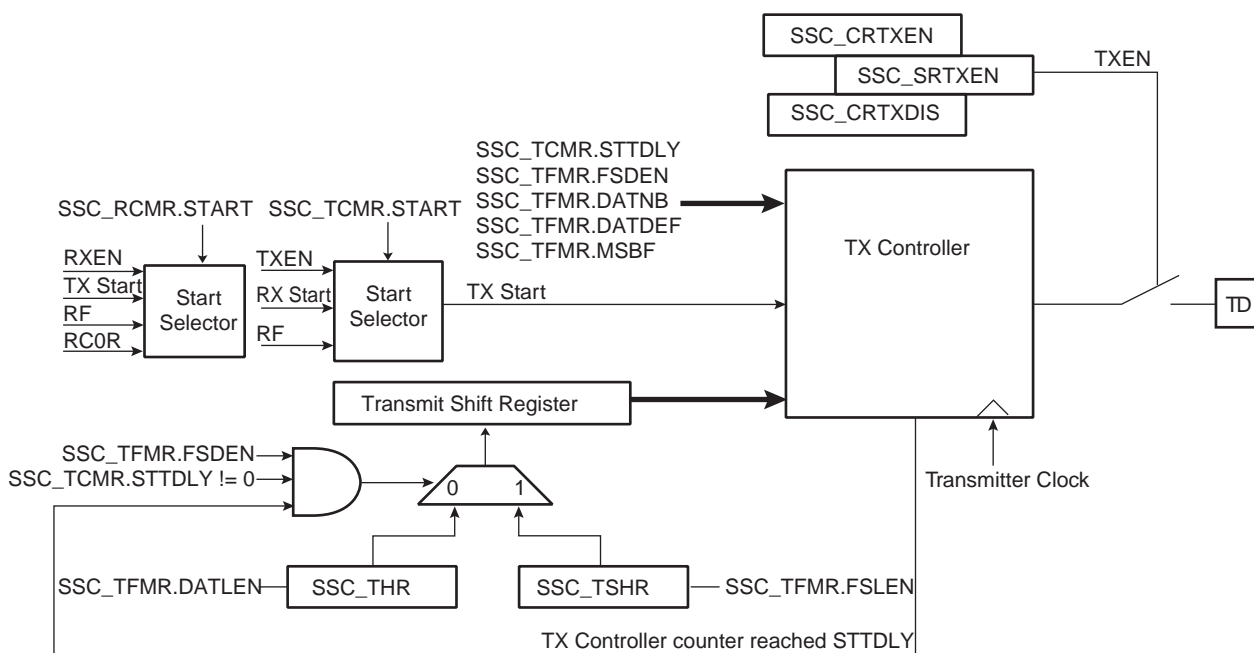 SSC_CRTXEN
SSC_SRTXEN
TXEN
SSC_CRTXDIS
SSC_TCMR.STTDLY
SSC_TFMR.FSDEN
SSC_TFMR.DATNB
SSC_TFMR.DATDEF
SSC_TFMR.MSBF
SSC_RCMR.START
SSC_TCMR.START
TX Controller
RXEN
TX Start
RF
RC0R
Start
Selector
TXEN
RX Start
RF
Start
Selector
TX Start
TD
Transmit Shift Register
SSC_TFMR.FSDEN
SSC_TCMR.STTDLY != 0
0
1
Transmitter Clock
SSC_TFMR.DATLEN
SSC_THR
SSC_TSHR
SSC_TFMR.FSLEN
TX Controller counter reached STTDLY